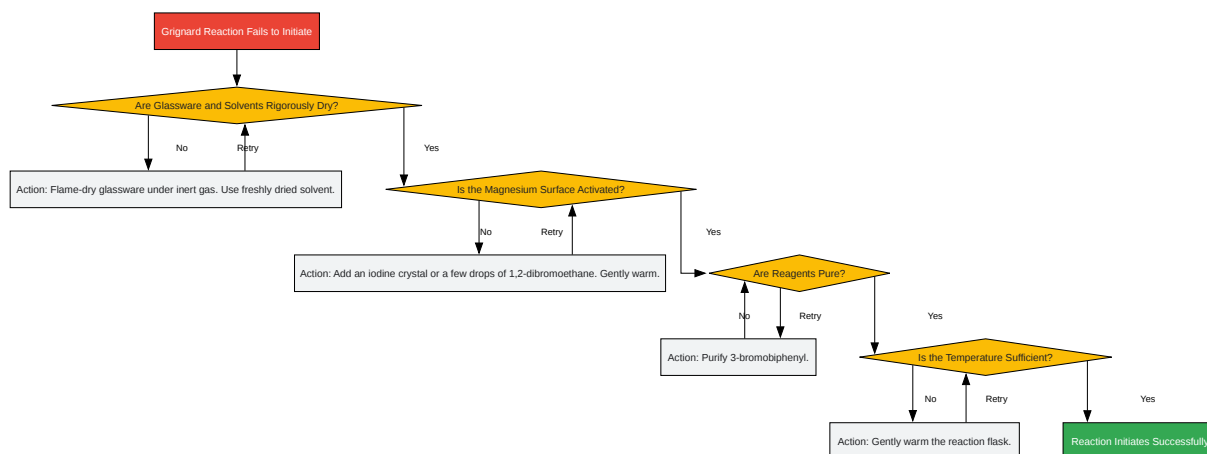 Grignard Reaction Fails to Initiate
Are Glassware and Solvents Rigorously Dry?
No
Retry
Yes
Action: Flame-dry glassware under inert gas. Use freshly dried solvent.
Is the Magnesium Surface Activated?
No
Retry
Yes
Action: Add an iodine crystal or a few drops of 1,2-dibromoethane. Gently warm.
Are Reagents Pure?
No
Retry
Yes
Action: Purify 3-bromobiphenyl.
Is the Temperature Sufficient?
No
Retry
Yes
Action: Gently warm the reaction flask.
Reaction Initiates Successfully